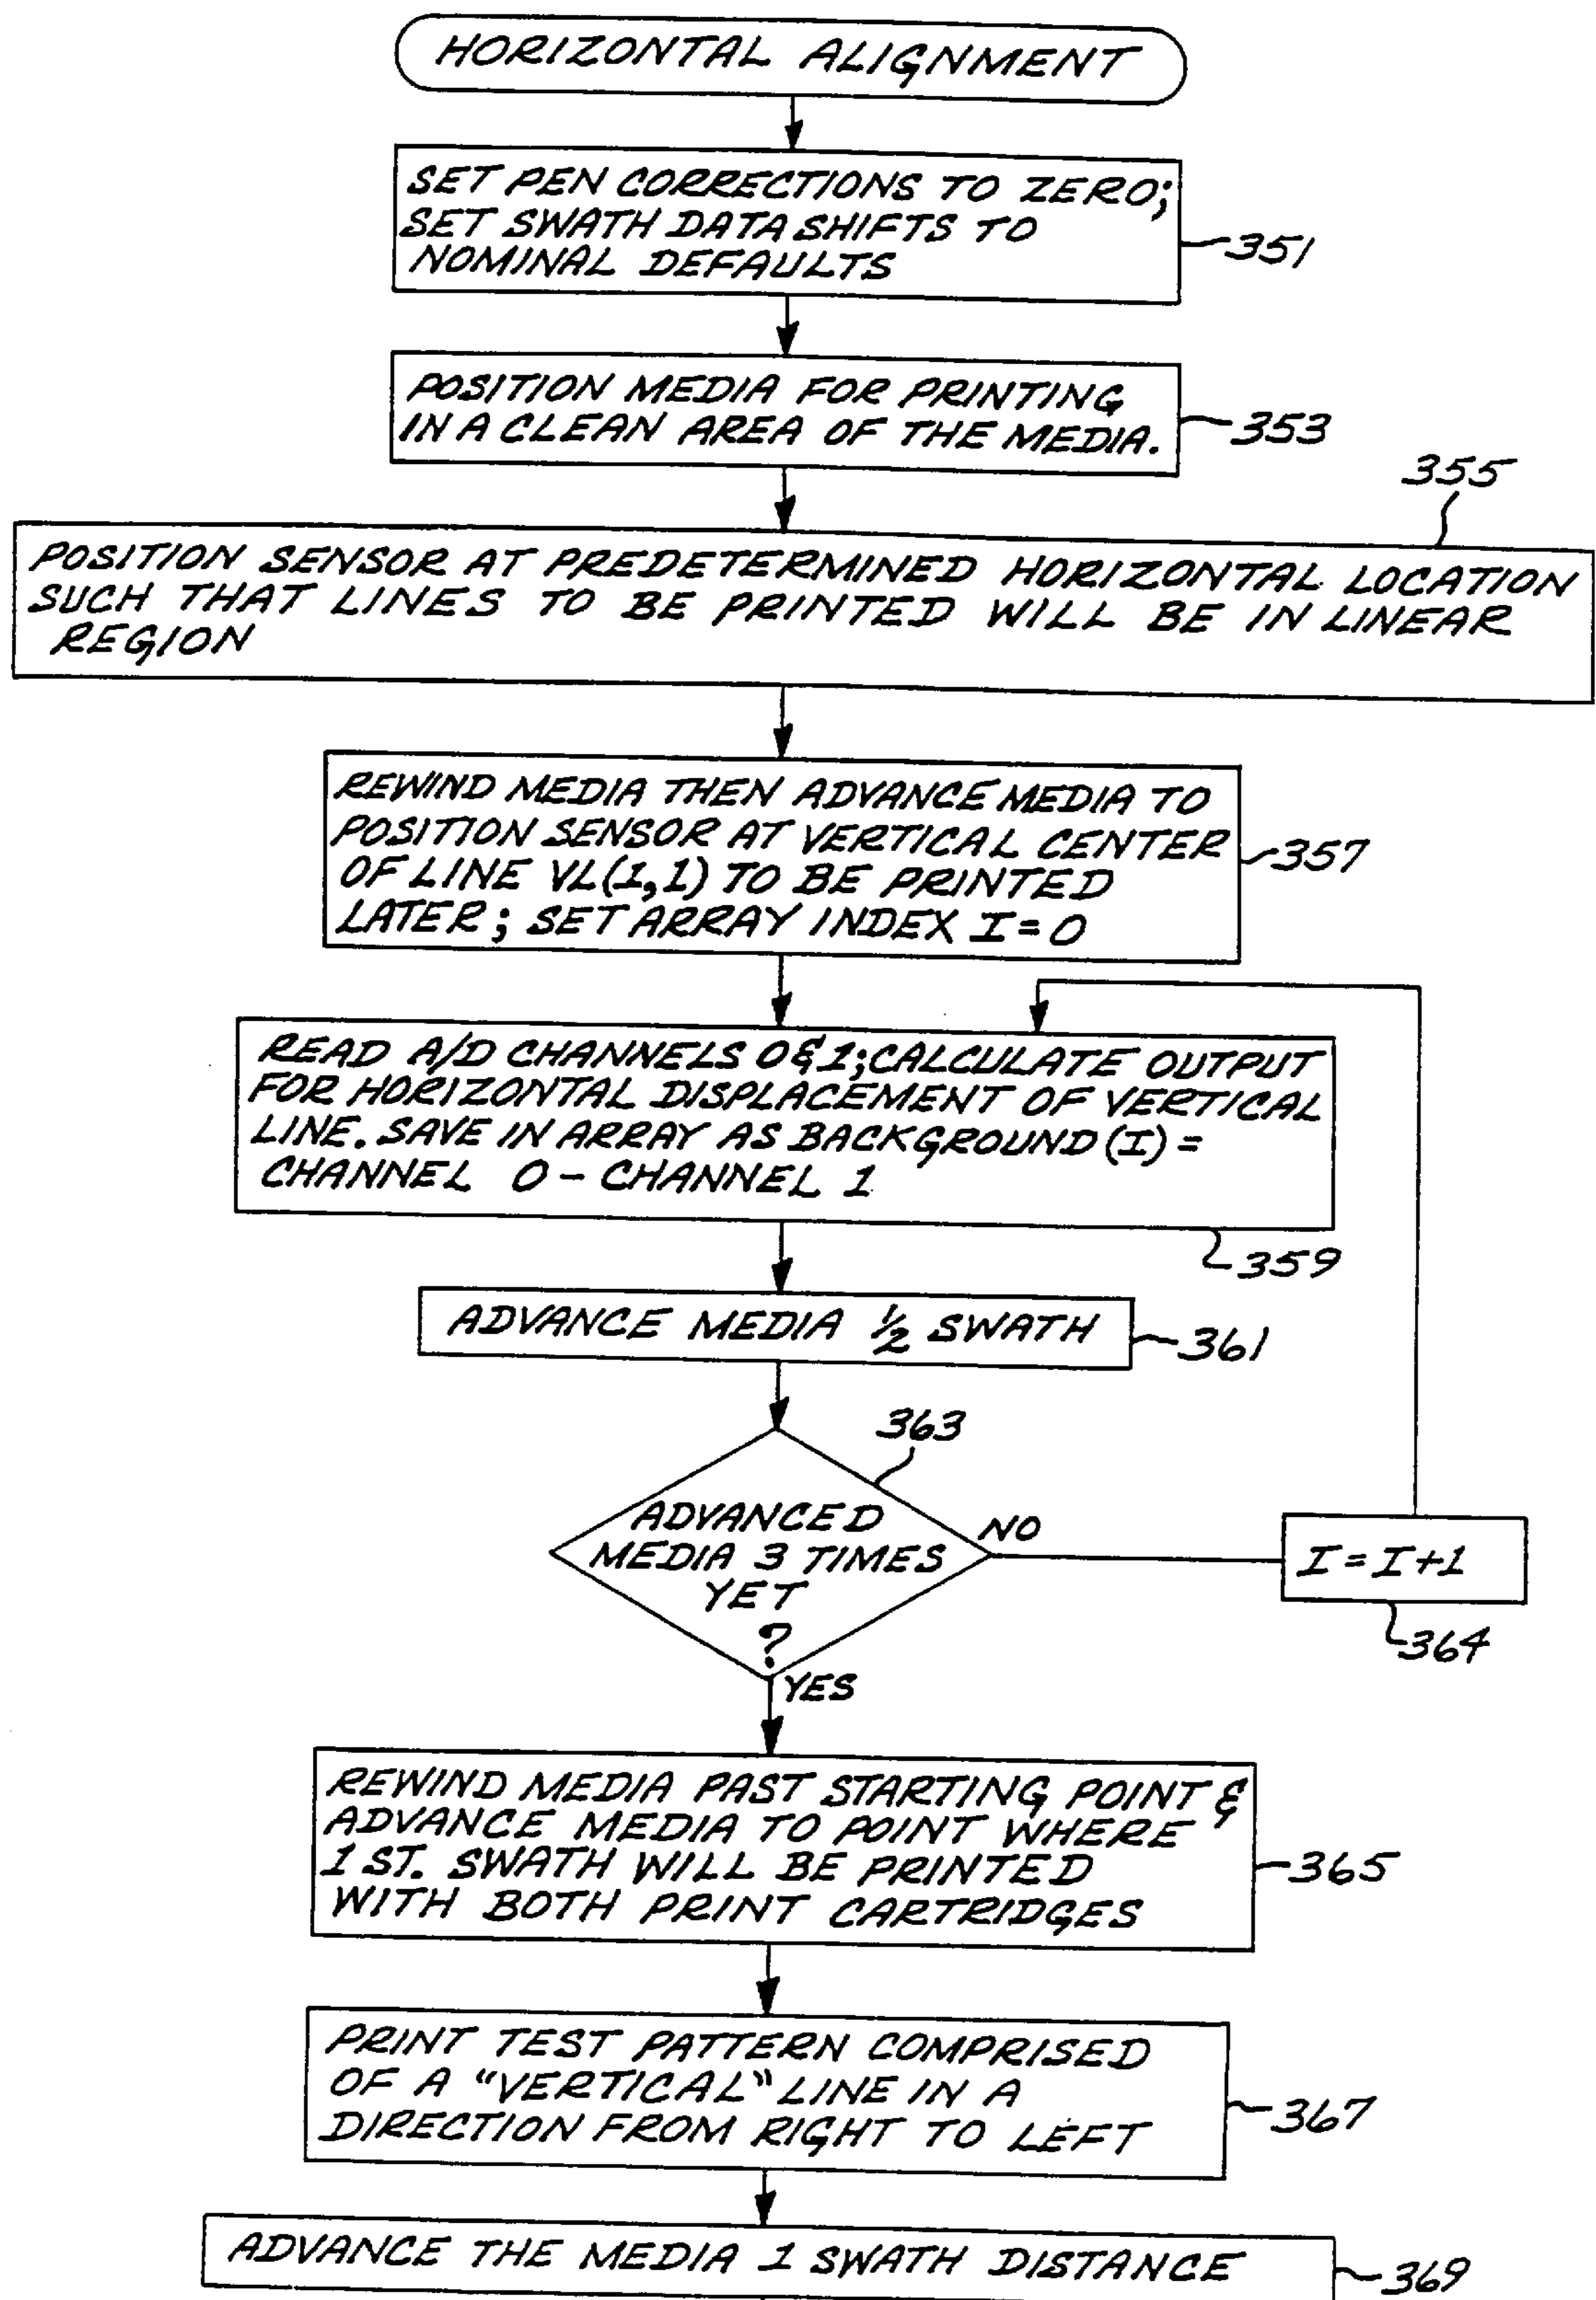 HORIZONTAL ALIGNMENT
SET PEN CORRECTIONS TO ZERO;
SET SWATH DATA SHIFTS TO
NOMINAL DEFAULTS
351
POSITION MEDIA FOR PRINTING
IN A CLEAN AREA OF THE MEDIA.
353
355
POSITION SENSOR AT PREDETERMINED HORIZONTAL LOCATION
SUCH THAT LINES TO BE PRINTED WILL BE IN LINEAR
REGION
REWIND MEDIA THEN ADVANCE MEDIA TO
POSITION SENSOR AT VERTICAL CENTER
OF LINE VL(1,1) TO BE PRINTED
LATER; SET ARRAY INDEX I=0
357
READ A/D CHANNELS 0&1; CALCULATE OUTPUT
FOR HORIZONTAL DISPLACEMENT OF VERTICAL
LINE. SAVE IN ARRAY AS BACKGROUND (I) =
CHANNEL 0 - CHANNEL 1
359
ADVANCE MEDIA ½ SWATH
361
363
ADVANCED
MEDIA 3 TIMES
YET
?
NO
I=I+1
364
YES
REWIND MEDIA PAST STARTING POINT &
ADVANCE MEDIA TO POINT WHERE
1 ST. SWATH WILL BE PRINTED
WITH BOTH PRINT CARTRIDGES
365
PRINT TEST PATTERN COMPRISED
OF A "VERTICAL" LINE IN A
DIRECTION FROM RIGHT TO LEFT
367
ADVANCE THE MEDIA 1 SWATH DISTANCE
369